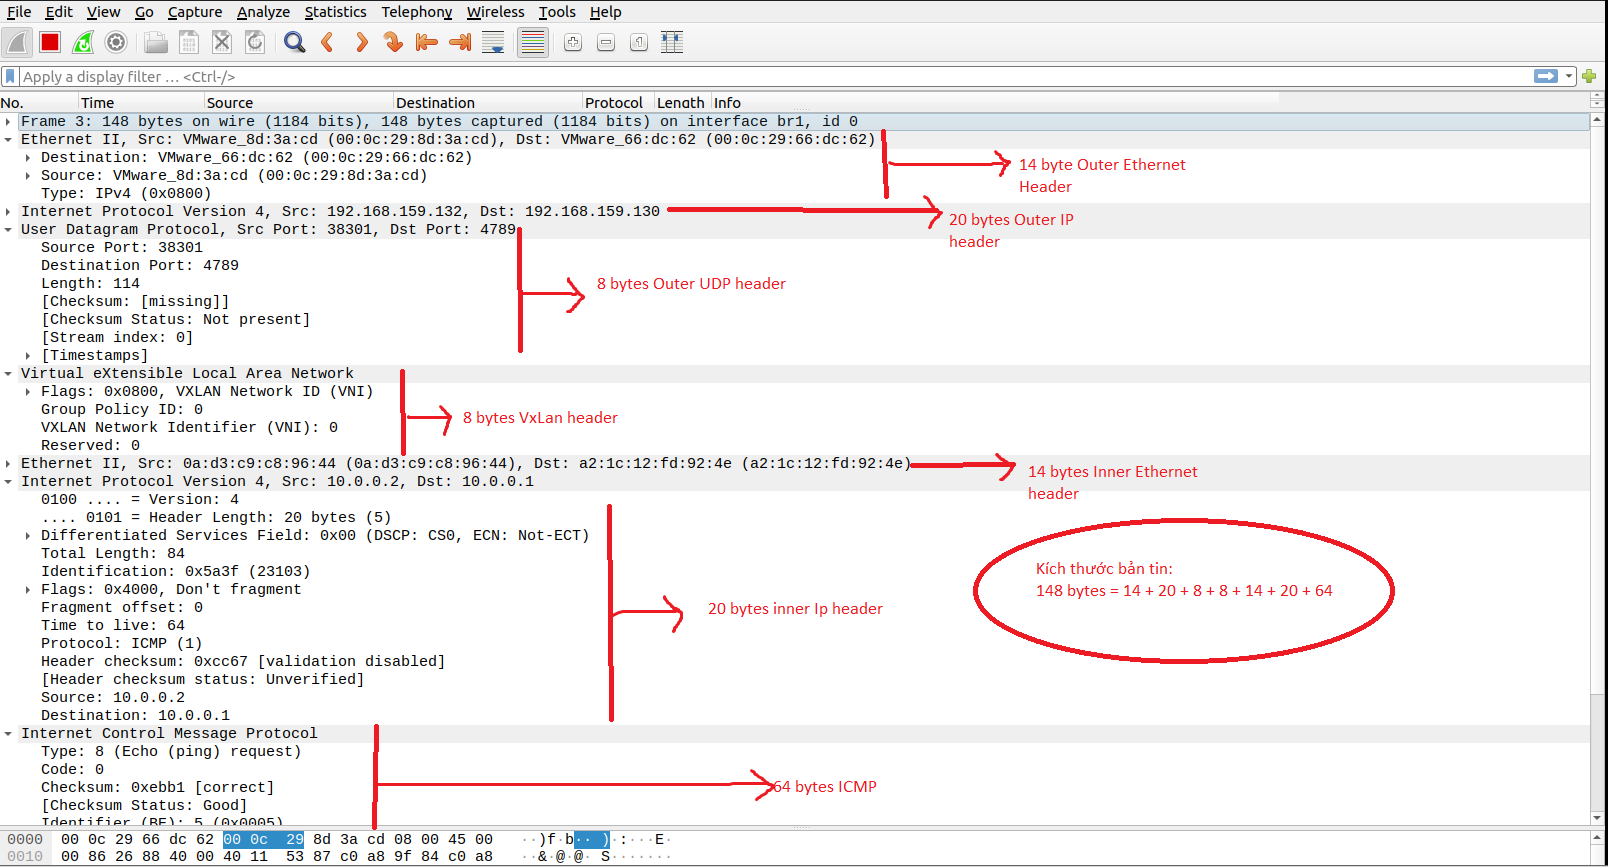 File Edit View Go Capture Analyze Statistics Telephony Wireless Tools Help
Apply a display filter … <Ctrl-/>
No. Time Source Destination Protocol Length Info
Frame 3: 148 bytes on wire (1184 bits), 148 bytes captured (1184 bits) on interface br1, id 0
Ethernet II, Src: VMware_8d:3a:cd (00:0c:29:8d:3a:cd), Dst: VMware_66:dc:62 (00:0c:29:66:dc:62)
Destination: VMware_66:dc:62 (00:0c:29:66:dc:62)
14 byte Outer Ethernet
Header
Source: VMware_8d:3a:cd (00:0c:29:8d:3a:cd)
Type: IPv4 (0x0800)
Internet Protocol Version 4, Src: 192.168.159.132, Dst: 192.168.159.130
20 bytes Outer IP
header
User Datagram Protocol, Src Port: 38301, Dst Port: 4789
Source Port: 38301
Destination Port: 4789
Length: 114
8 bytes Outer UDP header
[Checksum: [missing]]
[Checksum Status: Not present]
[Stream index: 0]
[Timestamps]
Virtual eXtensible Local Area Network
Flags: 0x0800, VXLAN Network ID (VNI)
Group Policy ID: 0
8 bytes VxLan header
VXLAN Network Identifier (VNI): 0
Reserved: 0
Ethernet II, Src: 0a:d3:c9:c8:96:44 (0a:d3:c9:c8:96:44), Dst: a2:1c:12:fd:92:4e (a2:1c:12:fd:92:4e)
14 bytes Inner Ethernet
header
Internet Protocol Version 4, Src: 10.0.0.2, Dst: 10.0.0.1
0100 .... = Version: 4
.... 0101 = Header Length: 20 bytes (5)
Differentiated Services Field: 0x00 (DSCP: CS0, ECN: Not-ECT)
Total Length: 84
Identification: 0x5a3f (23103)
Kích thước bản tin:
148 bytes = 14 + 20 + 8 + 8 + 14 + 20 + 64
Flags: 0x4000, Don't fragment
Fragment offset: 0
20 bytes inner Ip header
Time to live: 64
Protocol: ICMP (1)
Header checksum: 0xcc67 [validation disabled]
[Header checksum status: Unverified]
Source: 10.0.0.2
Destination: 10.0.0.1
Internet Control Message Protocol
Type: 8 (Echo (ping) request)
Code: 0
Checksum: 0xebb1 [correct]
64 bytes ICMP
[Checksum Status: Good]
Identifier (BE): 5 (0x0005)
0000 00 0c 29 66 dc 62 00 0c 29 8d 3a cd 08 00 45 00 ··)f·b·· )·:···E·
0010 00 86 26 88 40 00 40 11 53 87 c0 a8 9f 84 c0 a8 ··&·@·@· S·······